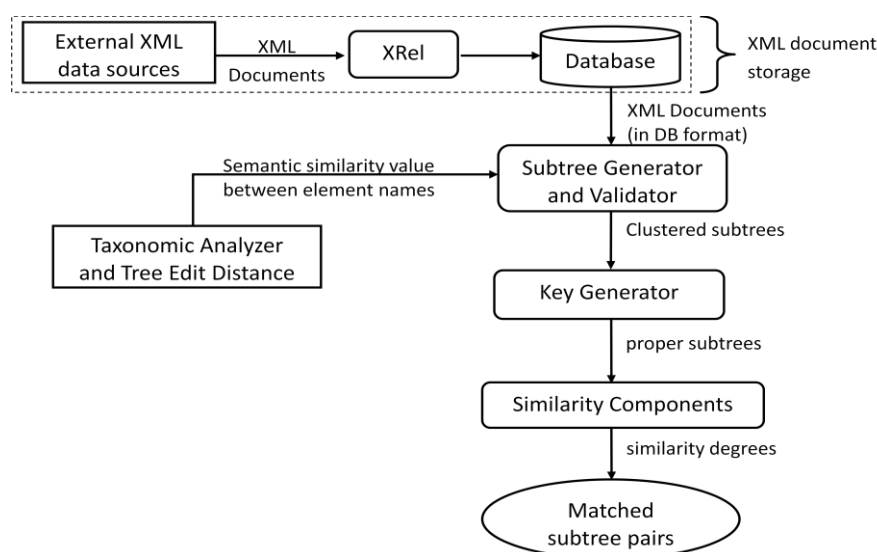 External XML
data sources
XML
Documents
XRel
Database
XML document
storage
XML Documents
(in DB format)
Semantic similarity value
between element names
Subtree Generator
and Validator
Taxonomic Analyzer
and Tree Edit Distance
Clustered subtrees
Key Generator
proper subtrees
Similarity Components
similarity degrees
Matched
subtree pairs